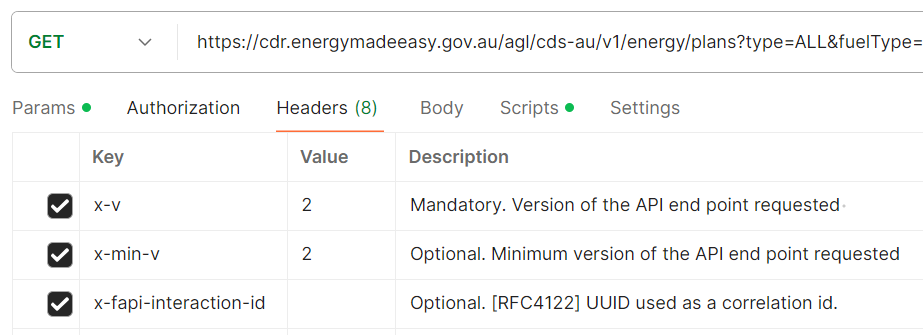 GET https://cdr.energymadeeasy.gov.au/agl/cds-au/v1/energy/plans?type=ALL&fuelType=
Params Authorization Headers (8) Body Scripts Settings
Key Value Description
x-v 2 Mandatory. Version of the API end point requested
x-min-v 2 Optional. Minimum version of the API end point requested
x-fapi-interaction-id Optional. [RFC4122] UUID used as a correlation id.